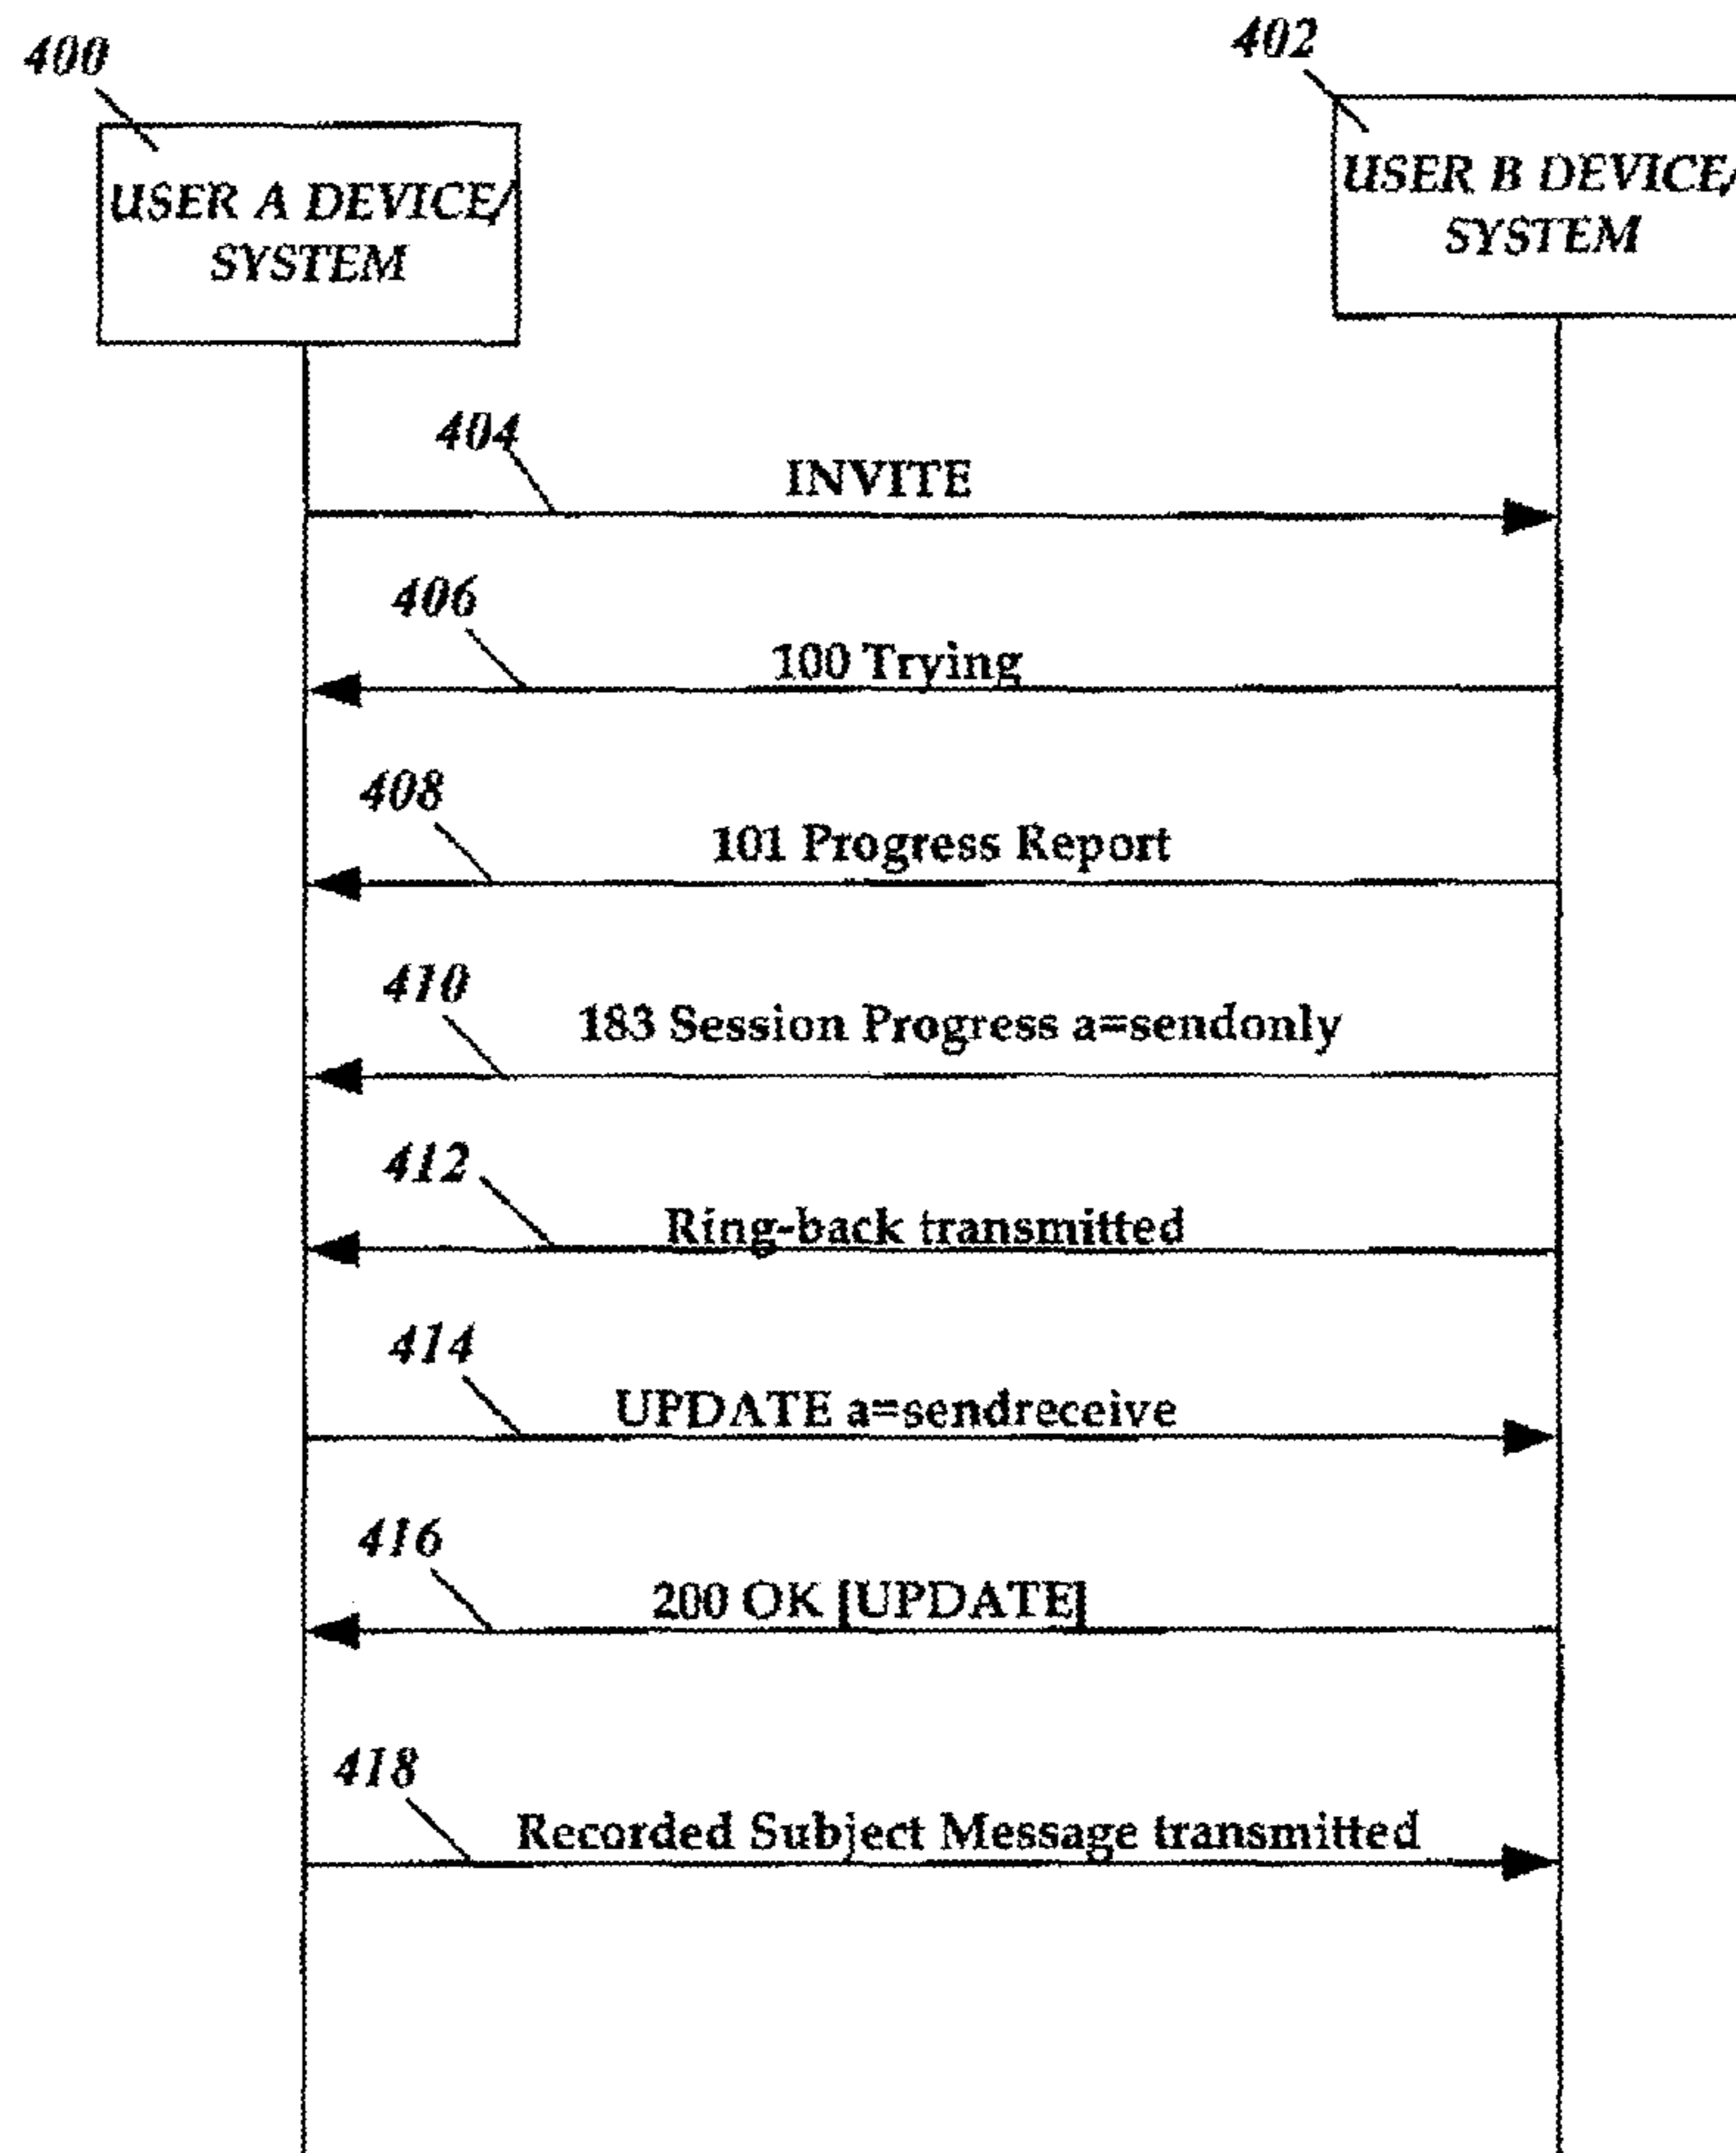 400
402
USER A DEVICE/
SYSTEM
USER B DEVICE/
SYSTEM
404
INVITE
406
100 Trying
408
101 Progress Report
410
183 Session Progress a=sendonly
412
Ring-back transmitted
414
UPDATE a=sendreceive
416
200 OK [UPDATE]
418
Recorded Subject Message transmitted